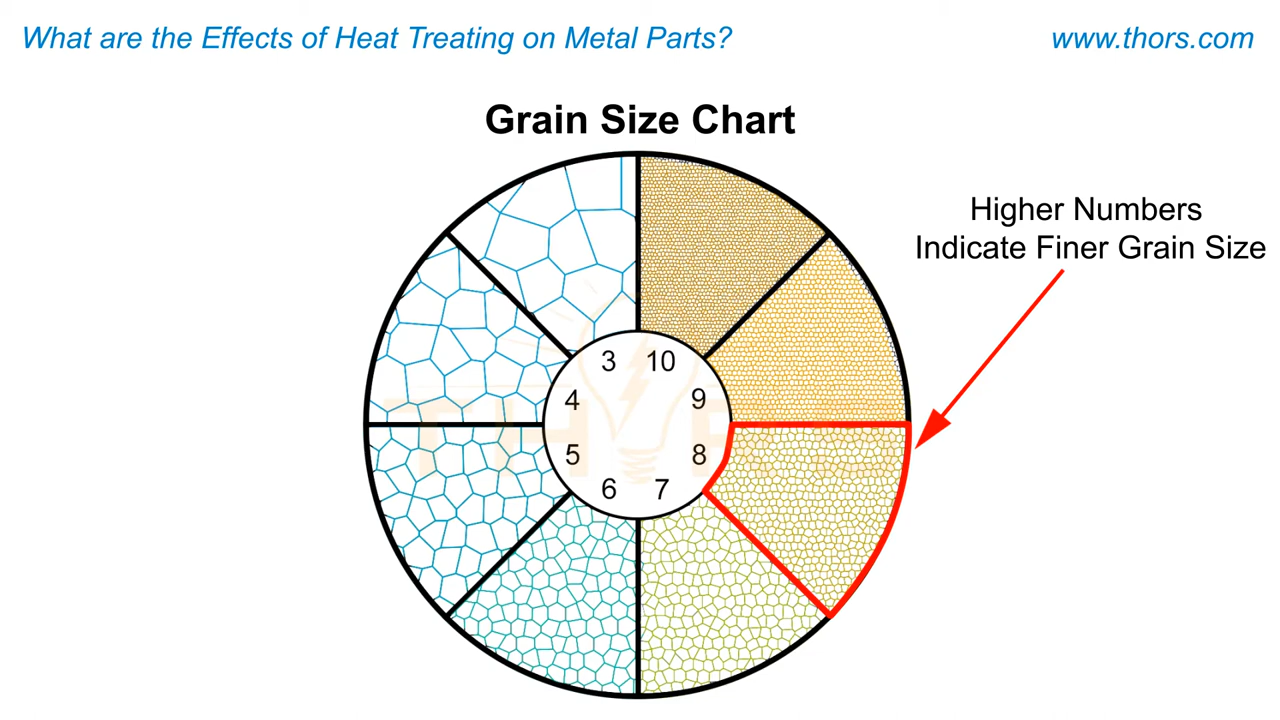 What are the Effects of Heat Treating on Metal Parts?
www.thors.com
Grain Size Chart
Higher Numbers
Indicate Finer Grain Size
3 10
4 9
5 8
6 7
THORS